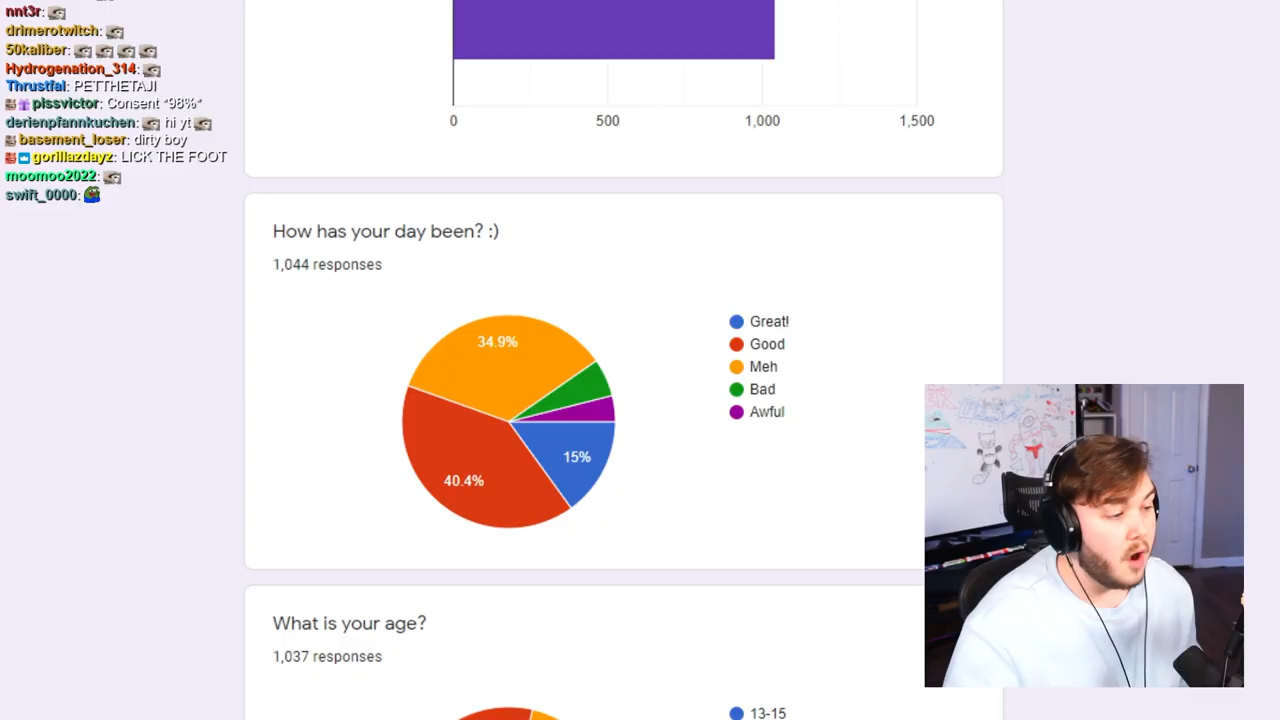 nnt3r:
drimerotwitch:
50kaliber:
Hydrogenation_314:
Thrustfal: PETTHETAJI
pissvictor: Consent *98%*
derienpfannkuchen: hi yt
basement_loser: dirty boy
gorillazdayz: LICK THE FOOT
moomoo2022:
swift_0000:
0 500 1,000 1,500
How has your day been? :)
1,044 responses
34.9%
15%
40.4%
Great!
Good
Meh
Bad
Awful
What is your age?
1,037 responses
13-15